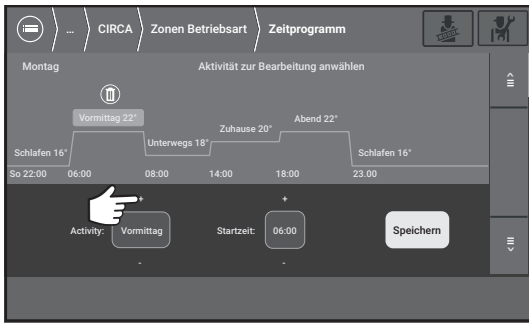 ... CIRCA Zonen Betriebsart Zeitprogramm
Montag Aktivität zur Bearbeitung anwählen
Vormittag 22°
Abend 22°
Zuhause 20°
Unterwegs 18°
Schlafen 16° Schlafen 16°
So 22:00 06:00 08:00 14:00 18:00 23.00
+ +
Activity: Vormittag Startzeit: 06:00 Speichern
- -